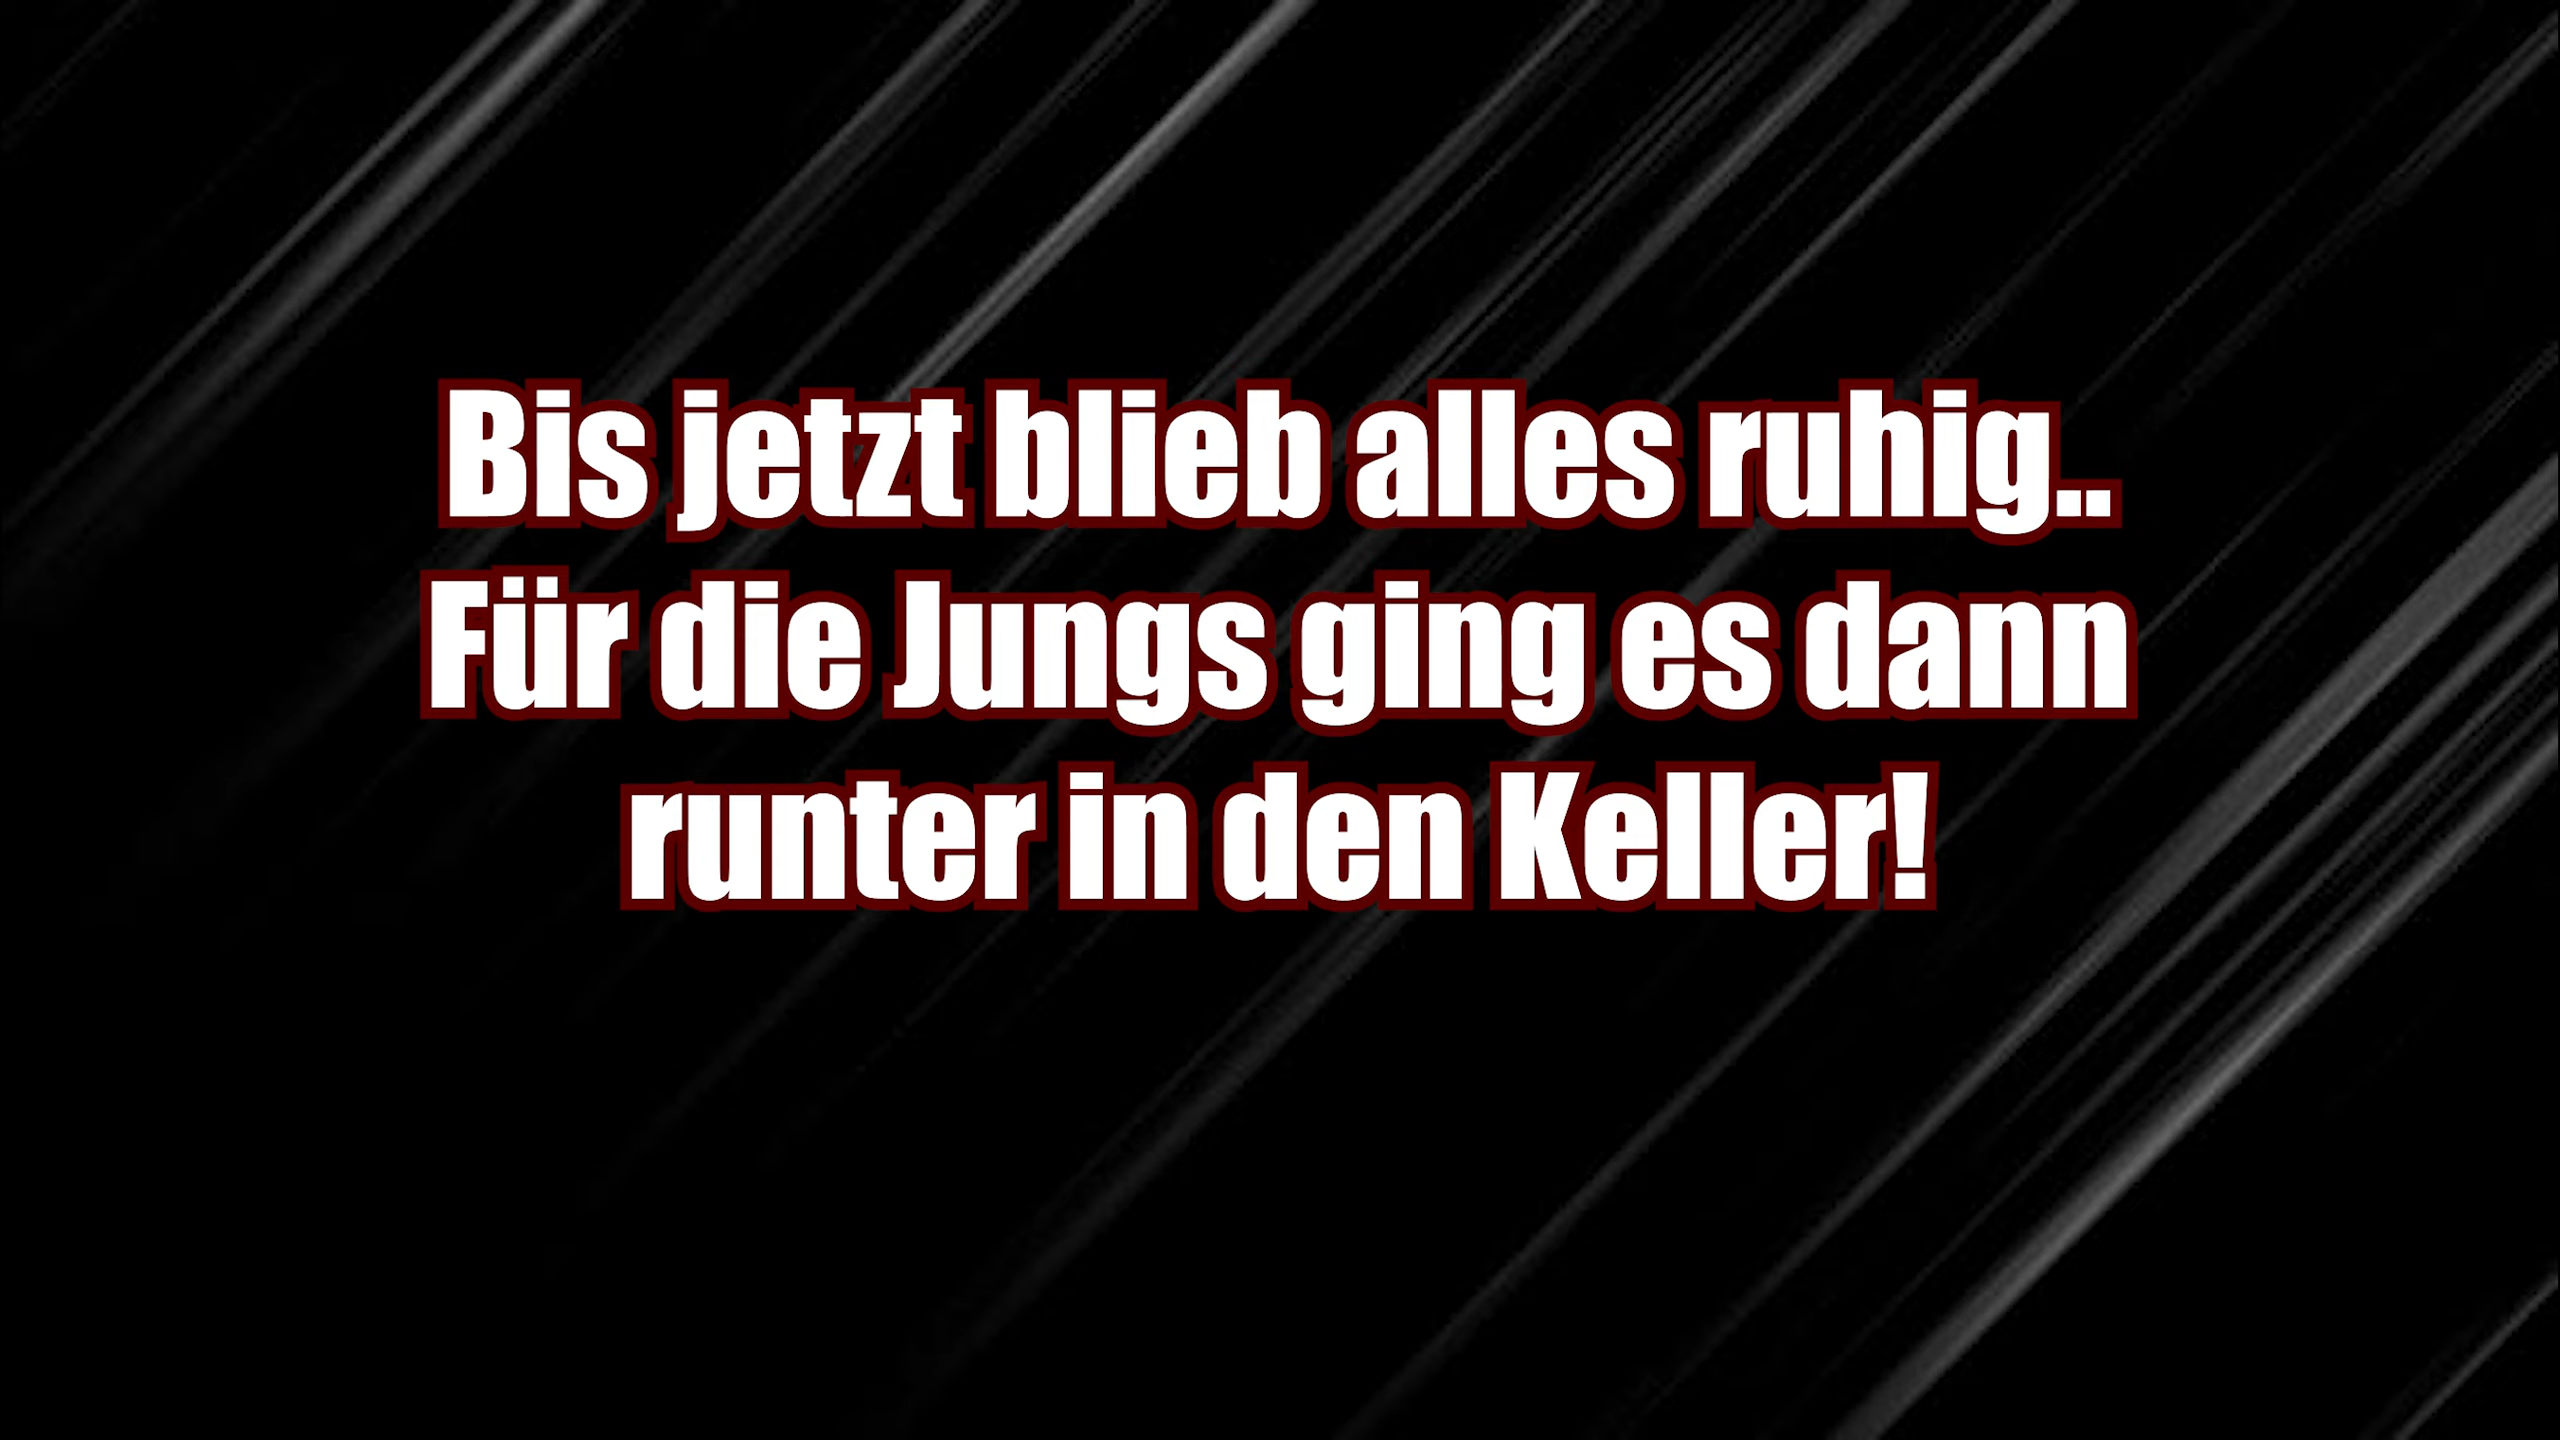 Bis jetzt blieb alles ruhig..
Für die Jungs ging es dann
runter in den Keller!